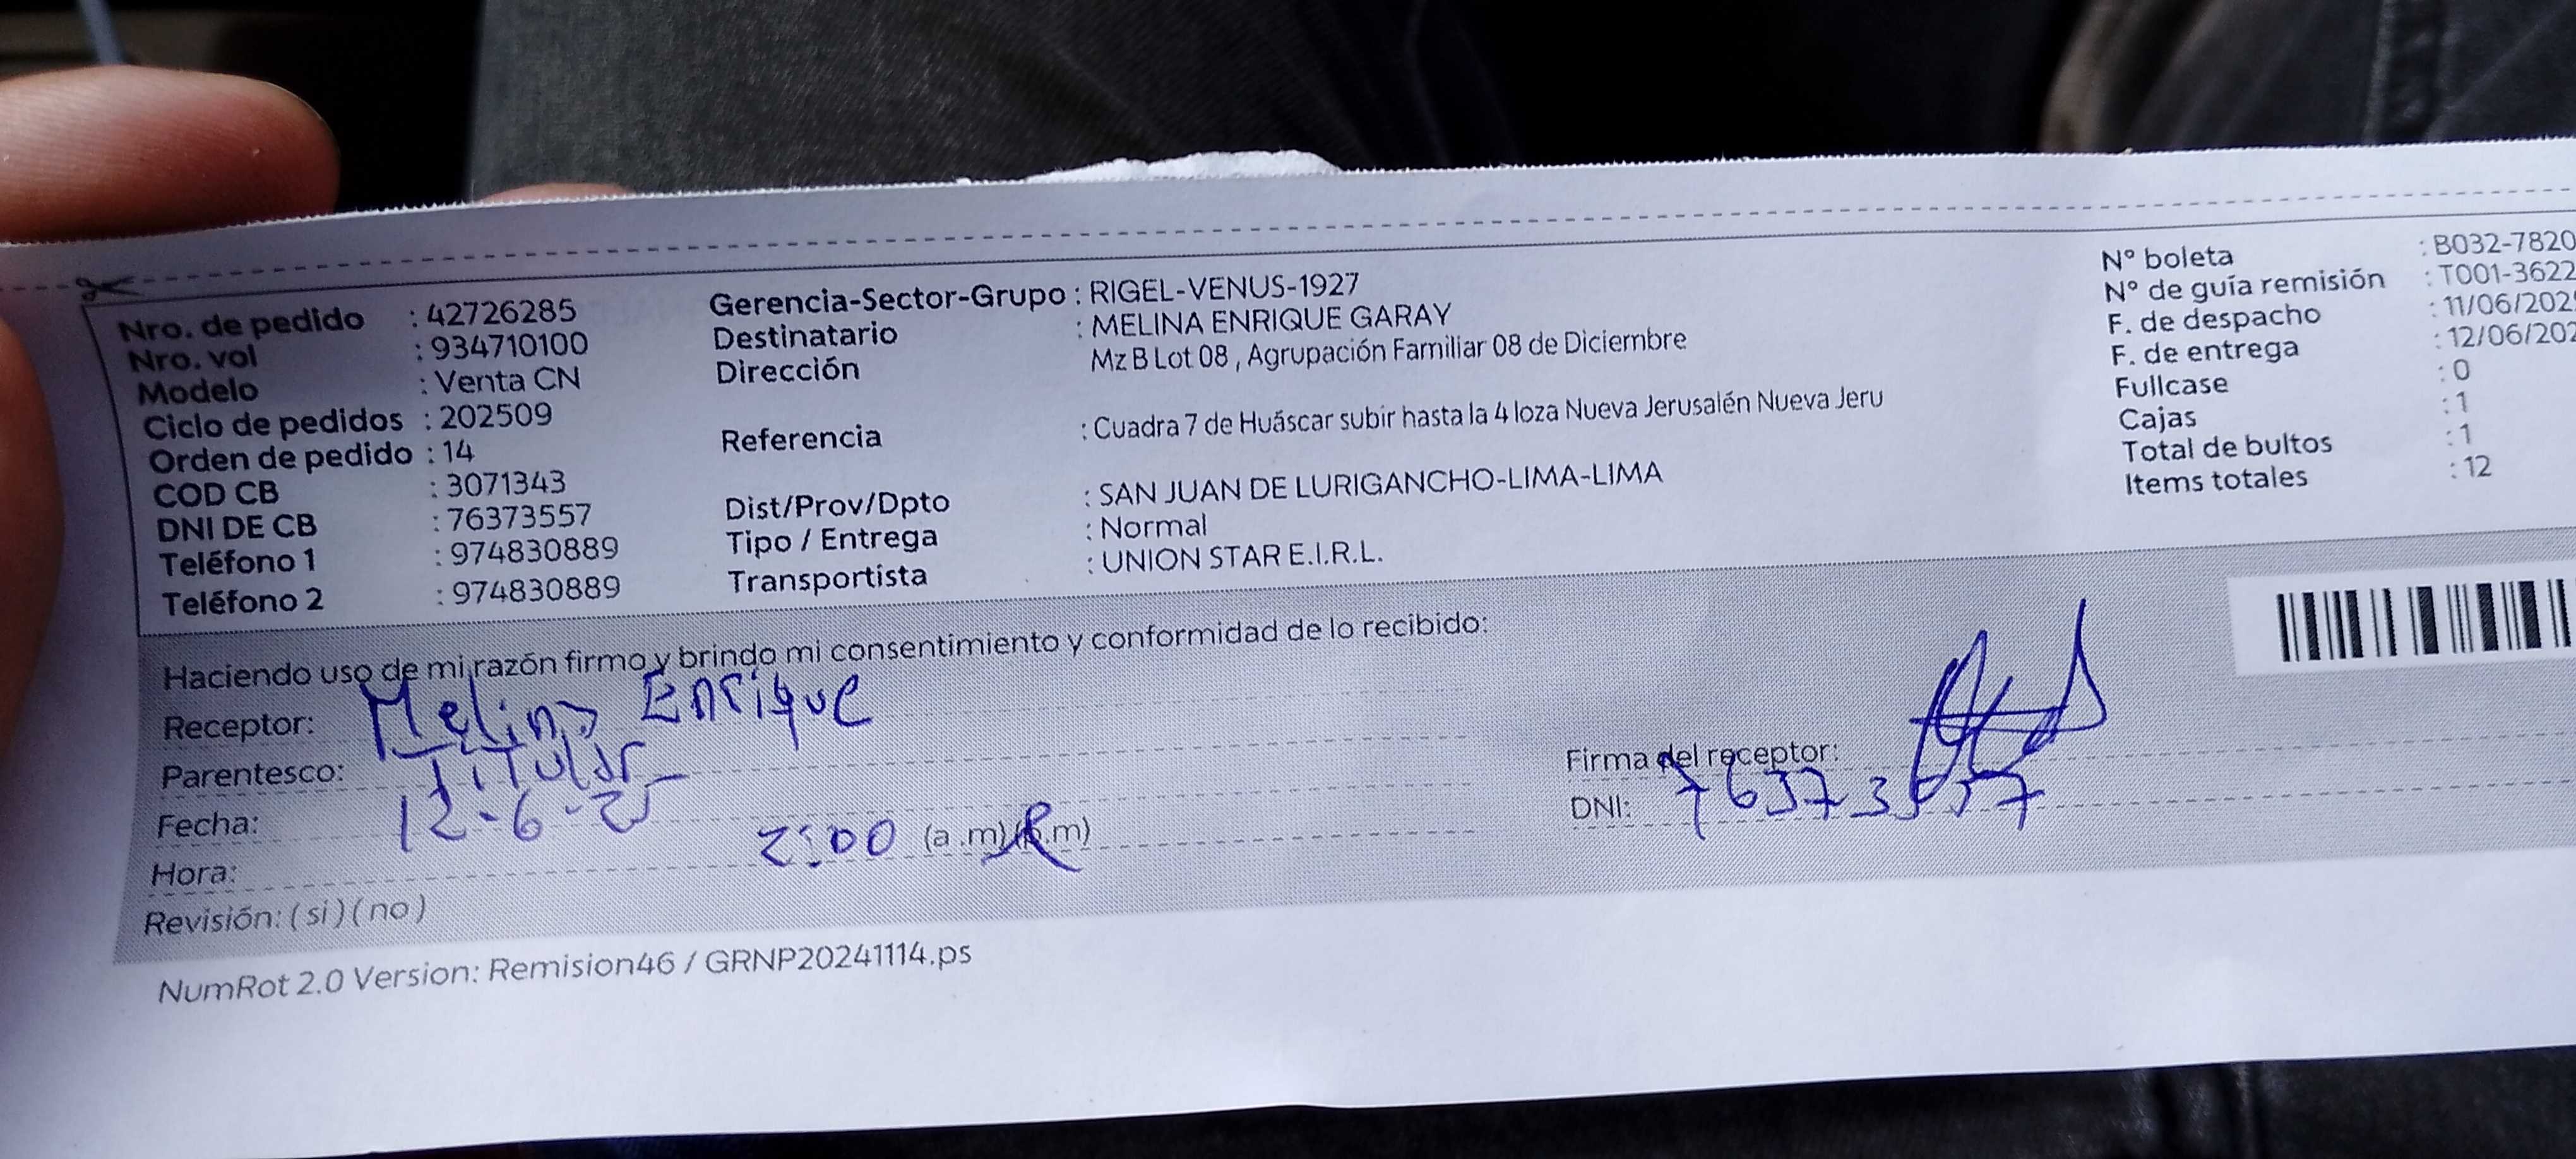 Nro. de pedido : 42726285
Nro. vol : 934710100
Modelo : Venta CN
Ciclo de pedidos : 202509
Orden de pedido : 14
COD CB : 3071343
DNI DE CB : 76373557
Teléfono 1 : 974830889
Teléfono 2 : 974830889
Gerencia-Sector-Grupo : RIGEL-VENUS-1927
Destinatario : MELINA ENRIQUE GARAY
Dirección Mz B Lot 08 , Agrupación Familiar 08 de Diciembre
Referencia : Cuadra 7 de Huáscar subir hasta la 4 loza Nueva Jerusalén Nueva Jeru
Dist/Prov/Dpto : SAN JUAN DE LURIGANCHO-LIMA-LIMA
Tipo / Entrega : Normal
Transportista : UNION STAR E.I.R.L.
N° boleta : B032-7820
N° de guía remisión : T001-3622
F. de despacho : 11/06/202
F. de entrega : 12/06/202
Fullcase : 0
Cajas : 1
Total de bultos : 1
Items totales : 12
Haciendo uso de mi razón firmo y brindo mi consentimiento y conformidad de lo recibido:
Receptor: Melina Enrique
Parentesco: Titular
Fecha: 12-6-25
Hora: 2:00 (a.m)(p.m)
Revisión: (si)(no)
Firma del receptor:
DNI: 76373557
NumRot 2.0 Version: Remision46 / GRNP20241114.ps